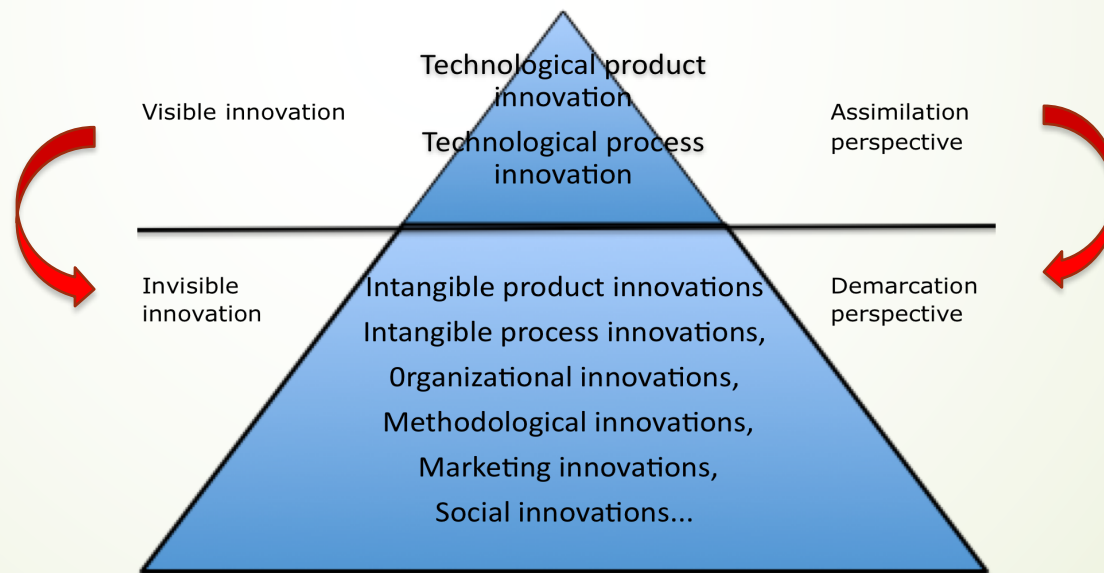 Technological product
innovation
Technological process
innovation
Visible innovation
Assimilation
perspective
Invisible
innovation
Demarcation
perspective
Intangible product innovations
Intangible process innovations,
0rganizational innovations,
Methodological innovations,
Marketing innovations,
Social innovations...